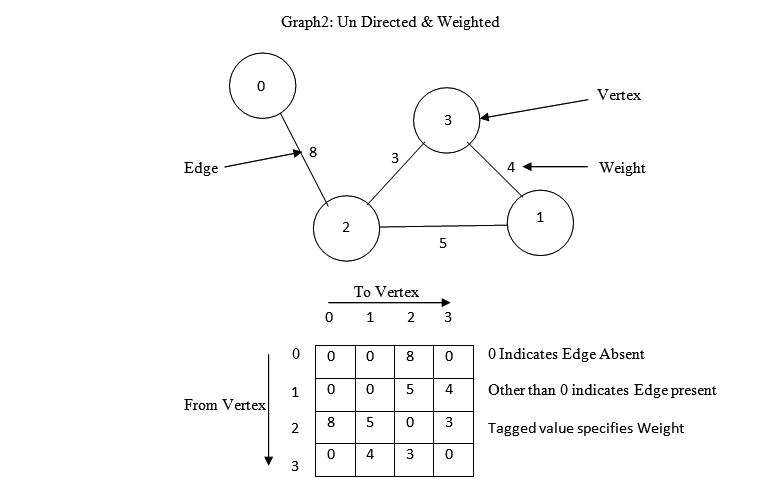 Graph2: Un Directed & Weighted
0
Vertex
3
8
3
4
Weight
Edge
2
1
5
To Vertex
0 1 2 3
0 0 0 8 0 0 Indicates Edge Absent
1 0 0 5 4 Other than 0 indicates Edge present
From Vertex
2 8 5 0 3 Tagged value specifies Weight
3 0 4 3 0